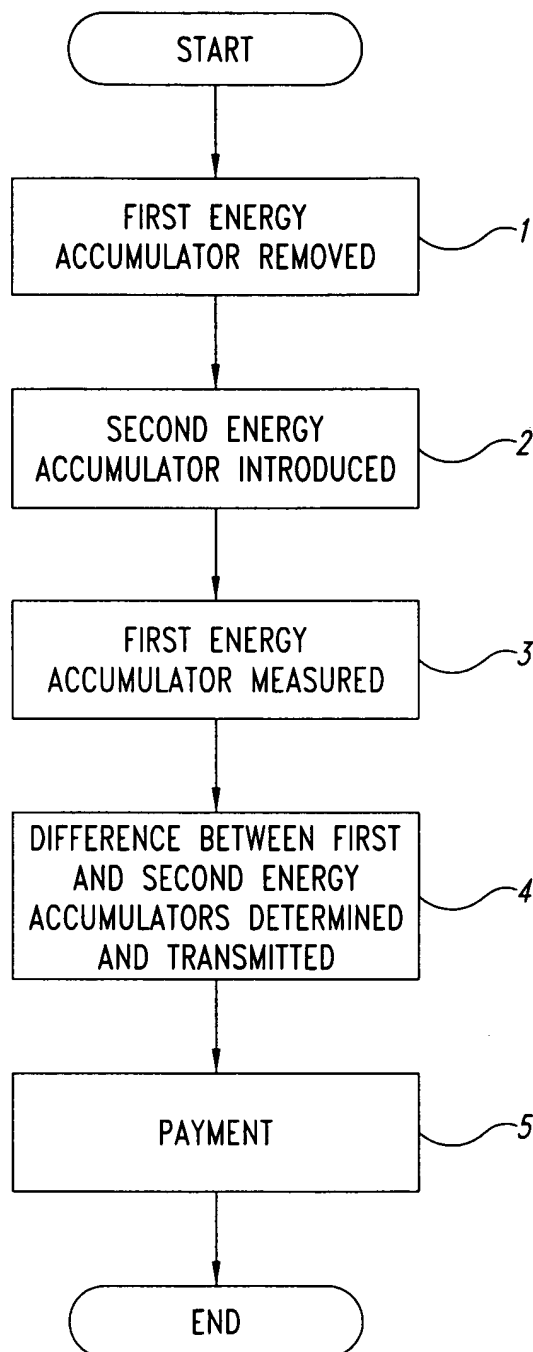 START
FIRST ENERGY
ACCUMULATOR REMOVED
1
SECOND ENERGY
ACCUMULATOR INTRODUCED
2
FIRST ENERGY
ACCUMULATOR MEASURED
3
DIFFERENCE BETWEEN FIRST
AND SECOND ENERGY
ACCUMULATORS DETERMINED
AND TRANSMITTED
4
PAYMENT
5
END